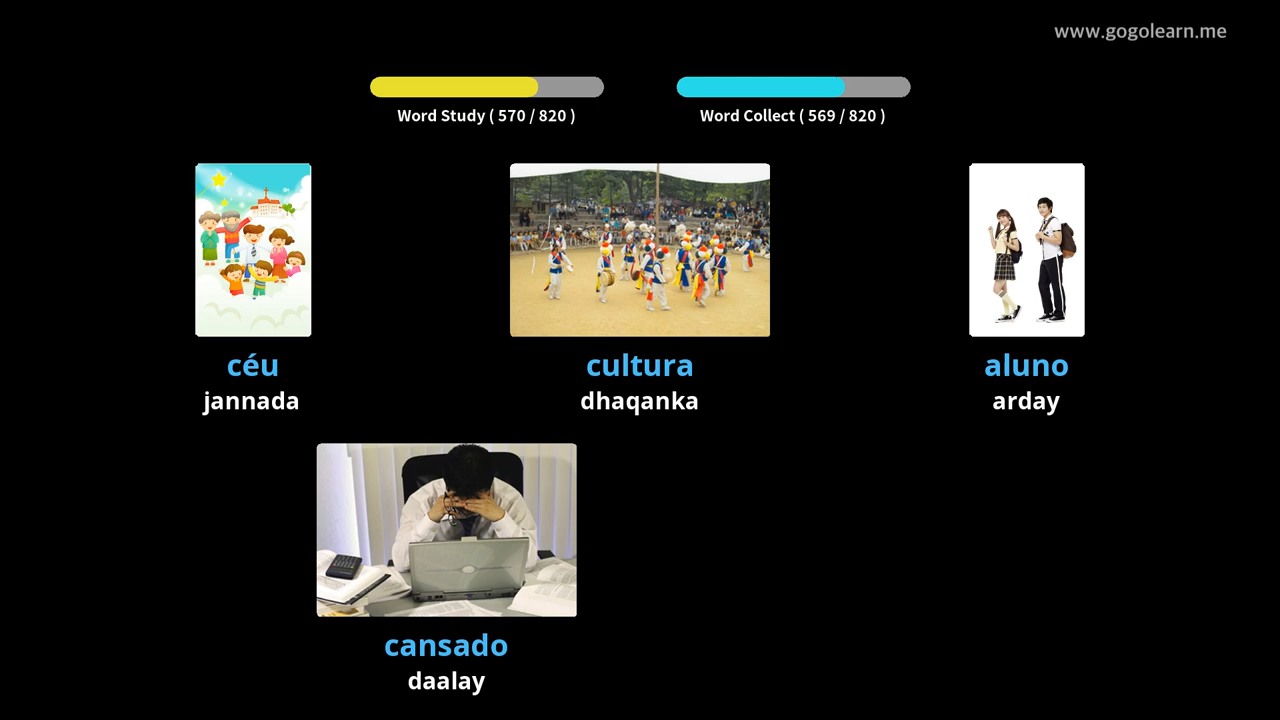 www.gogolearn.me
Word Study ( 570 / 820 )
Word Collect ( 569 / 820 )
céu
jannada
cultura
dhaqanka
aluno
arday
cansado
daalay